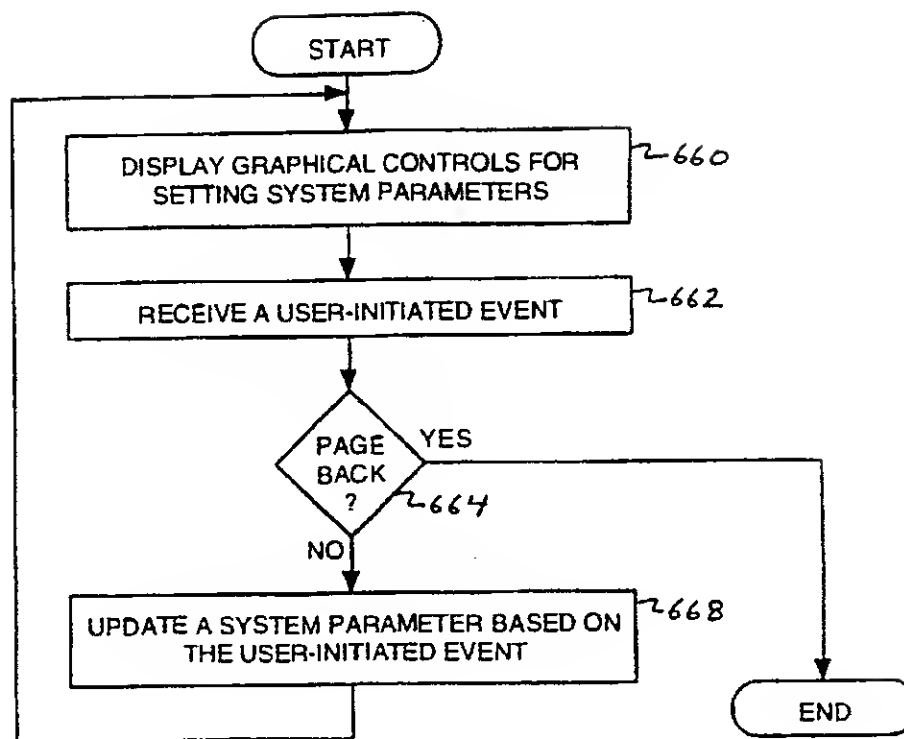 START
DISPLAY GRAPHICAL CONTROLS FOR
SETTING SYSTEM PARAMETERS
660
RECEIVE A USER-INITIATED EVENT
662
PAGE
BACK
?
YES
664
NO
UPDATE A SYSTEM PARAMETER BASED ON
THE USER-INITIATED EVENT
668
END